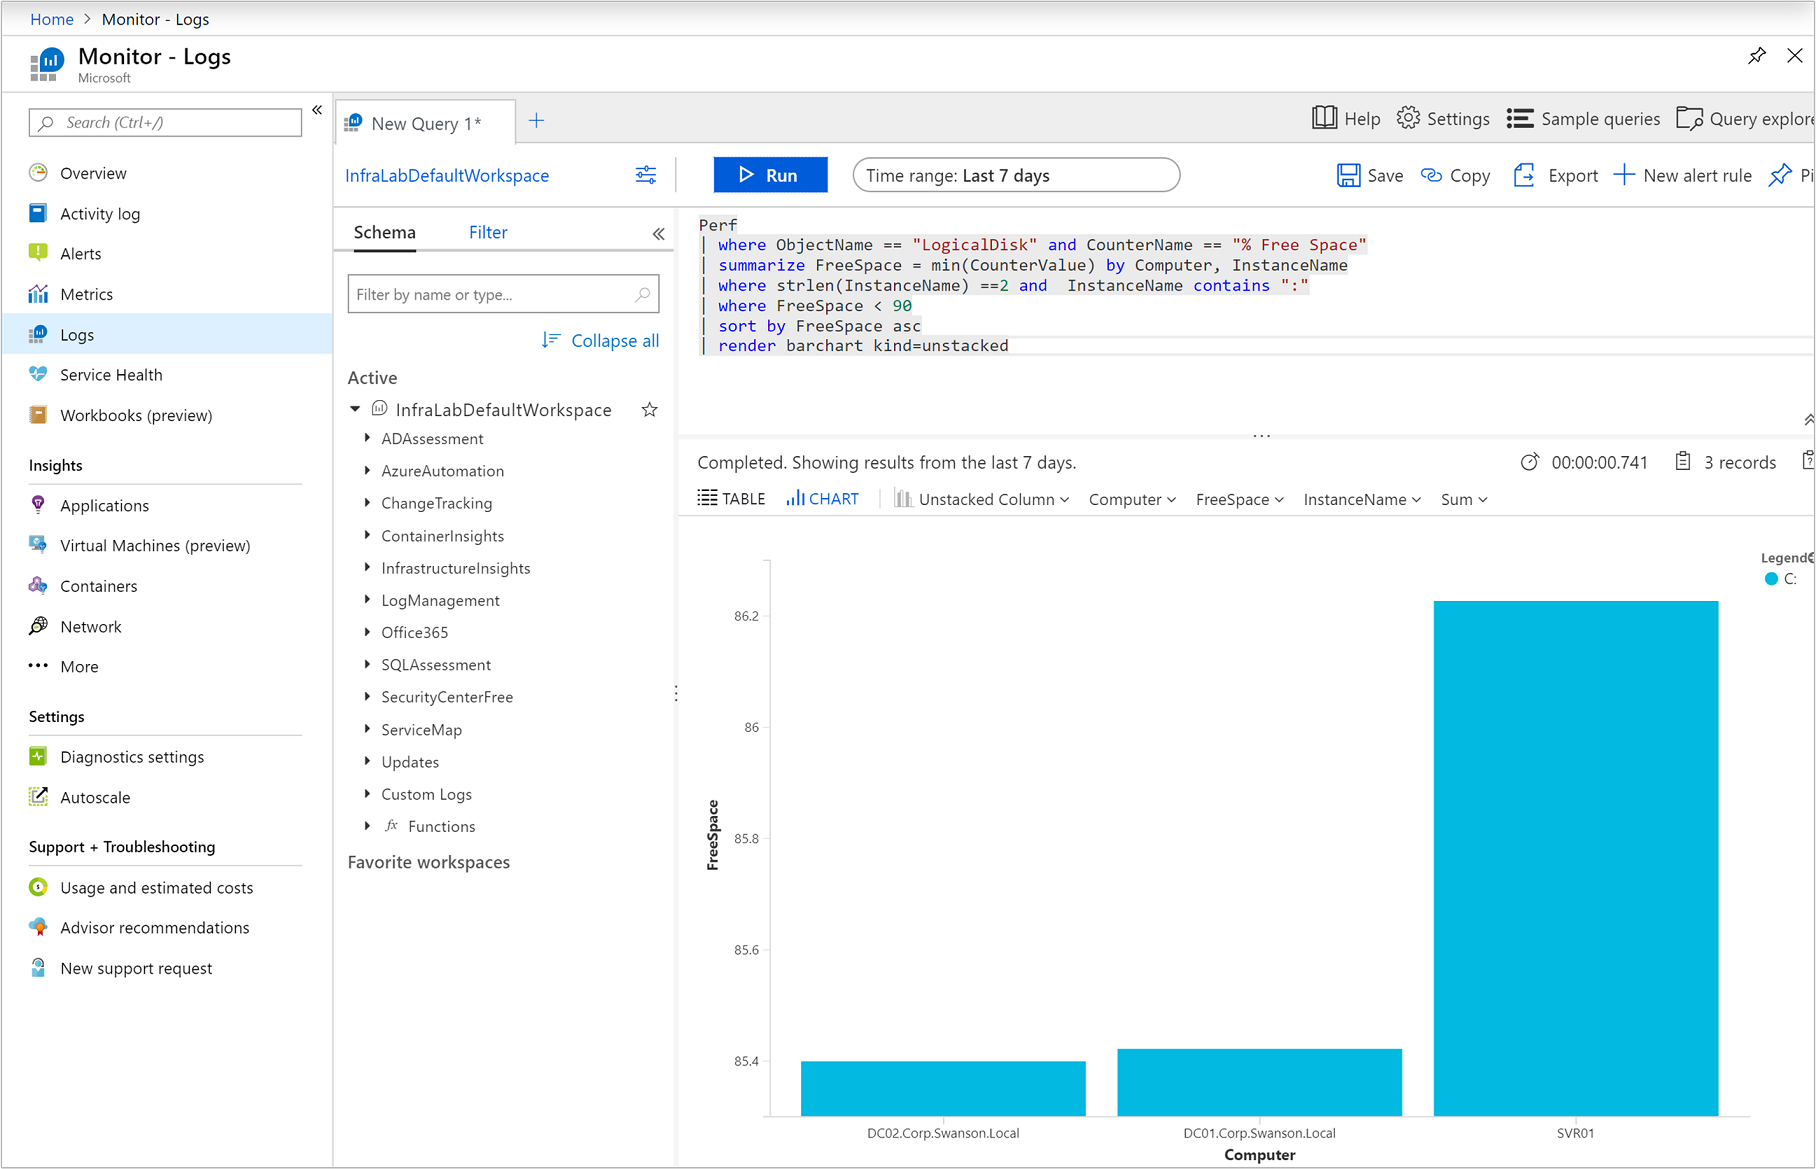 Home > Monitor - Logs
Monitor - Logs
Microsoft
Search (Ctrl+/)
«
Overview
Activity log
Alerts
Metrics
Logs
Service Health
Workbooks (preview)
Insights
Applications
Virtual Machines (preview)
Containers
Network
More
Settings
Diagnostics settings
Autoscale
Support + Troubleshooting
Usage and estimated costs
Advisor recommendations
New support request
New Query 1*
Help
Settings
Sample queries
Query explore
InfraLabDefaultWorkspace
Run
Time range: Last 7 days
Save
Copy
Export
New alert rule
Pi
Schema
Filter
«
Filter by name or type...
Collapse all
Active
InfraLabDefaultWorkspace
ADAssessment
AzureAutomation
ChangeTracking
ContainerInsights
InfrastructureInsights
LogManagement
Office365
SQLAssessment
SecurityCenterFree
ServiceMap
Updates
Custom Logs
fx Functions
Favorite workspaces
Perf
| where ObjectName == "LogicalDisk" and CounterName == "% Free Space"
| summarize FreeSpace = min(CounterValue) by Computer, InstanceName
| where strlen(InstanceName) ==2 and  InstanceName contains ":"
| where FreeSpace < 90
| sort by FreeSpace asc
| render barchart kind=unstacked
Completed. Showing results from the last 7 days.
00:00:00.741
3 records
TABLE
CHART
Unstacked Column
Computer
FreeSpace
InstanceName
Sum
Legend
C:
86.2
86
85.8
85.6
85.4
FreeSpace
DC02.Corp.Swanson.Local
DC01.Corp.Swanson.Local
SVR01
Computer